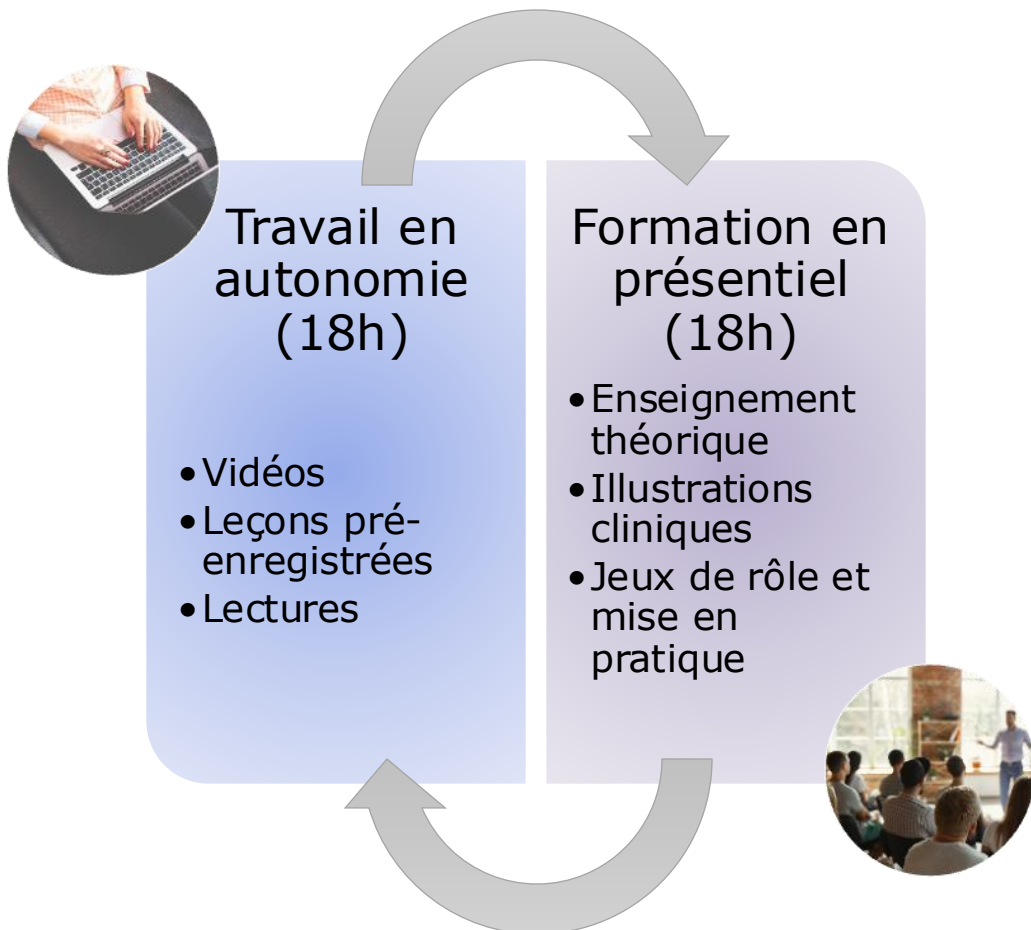 Travail en
autonomie
(18h)
•Vidéos
•Leçons pré-
enregistrées
•Lectures
Formation en
présentiel
(18h)
•Enseignement
théorique
•Illustrations
cliniques
•Jeux de rôle et
mise en
pratique